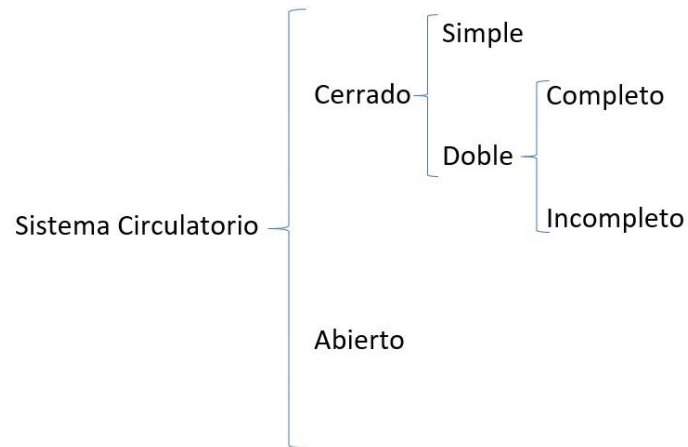 Simple
Cerrado
Completo
Doble
Incompleto
Sistema Circulatorio
Abierto